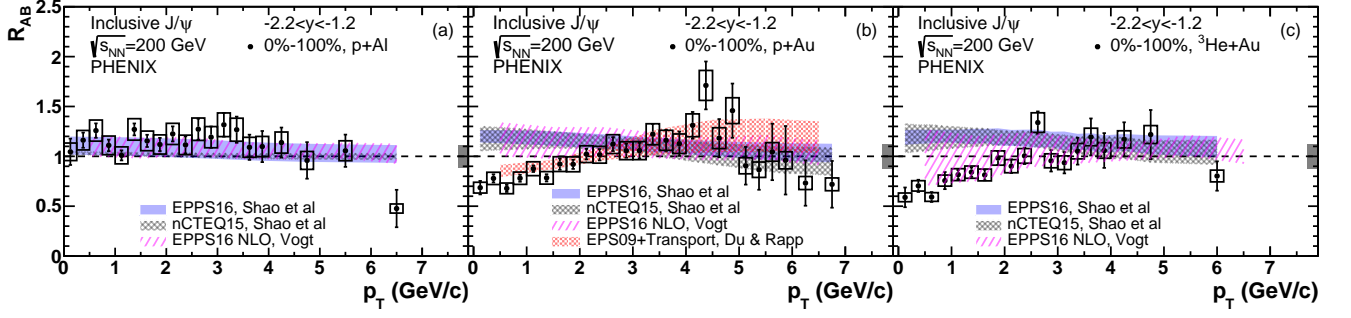 R_AB
2.5
2
1.5
1
0.5
0
Inclusive J/ψ -2.2<y<-1.2 (a)
√s_NN=200 GeV • 0%-100%, p+Al
PHENIX
EPPS16, Shao et al
nCTEQ15, Shao et al
EPPS16 NLO, Vogt
0 1 2 3 4 5 6 7
p_T (GeV/c)
Inclusive J/ψ -2.2<y<-1.2 (b)
√s_NN=200 GeV • 0%-100%, p+Au
PHENIX
EPPS16, Shao et al
nCTEQ15, Shao et al
EPPS16 NLO, Vogt
EPS09+Transport, Du & Rapp
0 1 2 3 4 5 6 7
p_T (GeV/c)
Inclusive J/ψ -2.2<y<-1.2 (c)
√s_NN=200 GeV • 0%-100%, ³He+Au
PHENIX
EPPS16, Shao et al
nCTEQ15, Shao et al
EPPS16 NLO, Vogt
0 1 2 3 4 5 6 7
p_T (GeV/c)